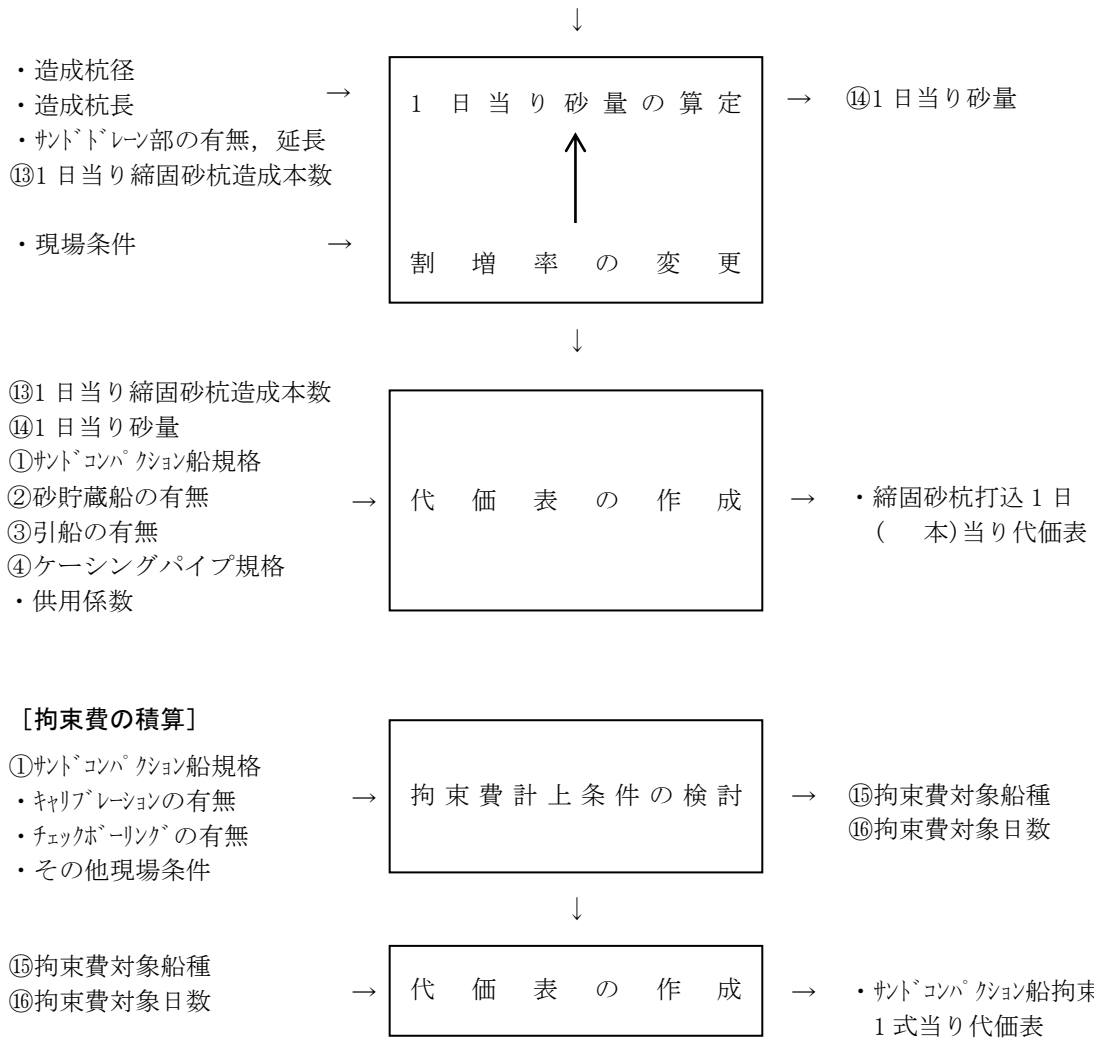 ↓
・造成杭径
・造成杭長
・ｻﾝﾄﾞﾄﾞﾚｰﾝ部の有無，延長
⑬1日当り締固砂杭造成本数
→
1日当り砂量の算定
→
⑭1日当り砂量
・現場条件
→
割増率の変更
↓
⑬1日当り締固砂杭造成本数
⑭1日当り砂量
①ｻﾝﾄﾞｺﾝﾊﾟｸｼｮﾝ船規格
②砂貯蔵船の有無
③引船の有無
④ケーシングパイプ規格
・供用係数
→
代価表の作成
→
・締固砂杭打込1日
(　本)当り代価表
［拘束費の積算］
①ｻﾝﾄﾞｺﾝﾊﾟｸｼｮﾝ船規格
・ｷｬﾘﾌﾞﾚｰｼｮﾝの有無
・ﾁｪｯｸﾎﾞｰﾘﾝｸﾞの有無
・その他現場条件
→
拘束費計上条件の検討
→
⑮拘束費対象船種
⑯拘束費対象日数
↓
⑮拘束費対象船種
⑯拘束費対象日数
→
代価表の作成
→
・ｻﾝﾄﾞｺﾝﾊﾟｸｼｮﾝ船拘束
1式当り代価表